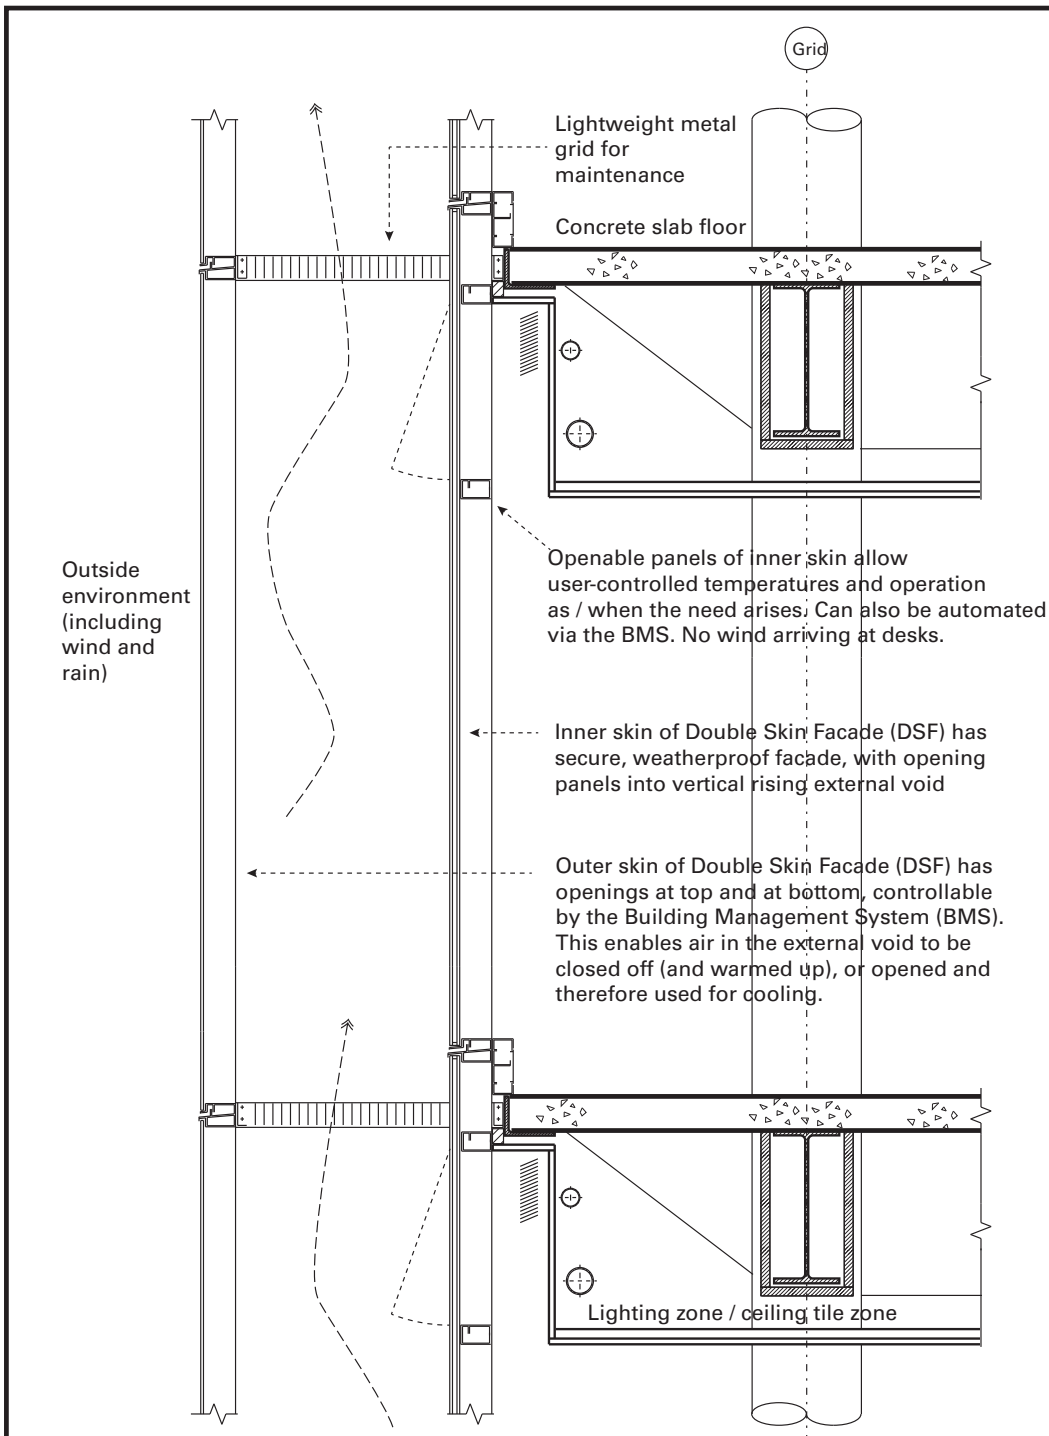 Grid
Lightweight metal
grid for
maintenance
Concrete slab floor
Openable panels of inner skin allow
user-controlled temperatures and operation
as / when the need arises. Can also be automated
via the BMS. No wind arriving at desks.
Outside
environment
(including
wind and
rain)
Inner skin of Double Skin Facade (DSF) has
secure, weatherproof facade, with opening
panels into vertical rising external void
Outer skin of Double Skin Facade (DSF) has
openings at top and at bottom, controllable
by the Building Management System (BMS).
This enables air in the external void to be
closed off (and warmed up), or opened and
therefore used for cooling.
Lighting zone / ceiling tile zone